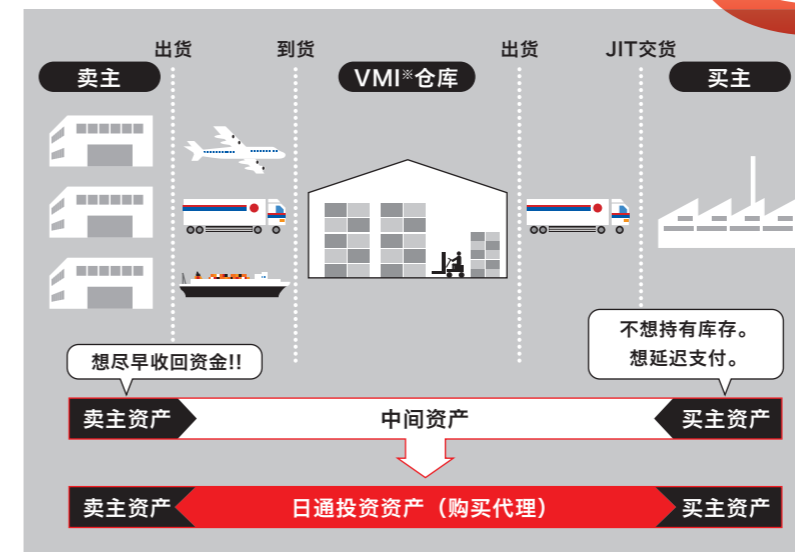 出货
到货
出货
JIT交货
卖主
VMI※仓库
买主
不想持有库存。
想延迟支付。
想尽早收回资金!!
卖主资产
中间资产
买主资产
卖主资产
日通投资资产（购买代理）
买主资产